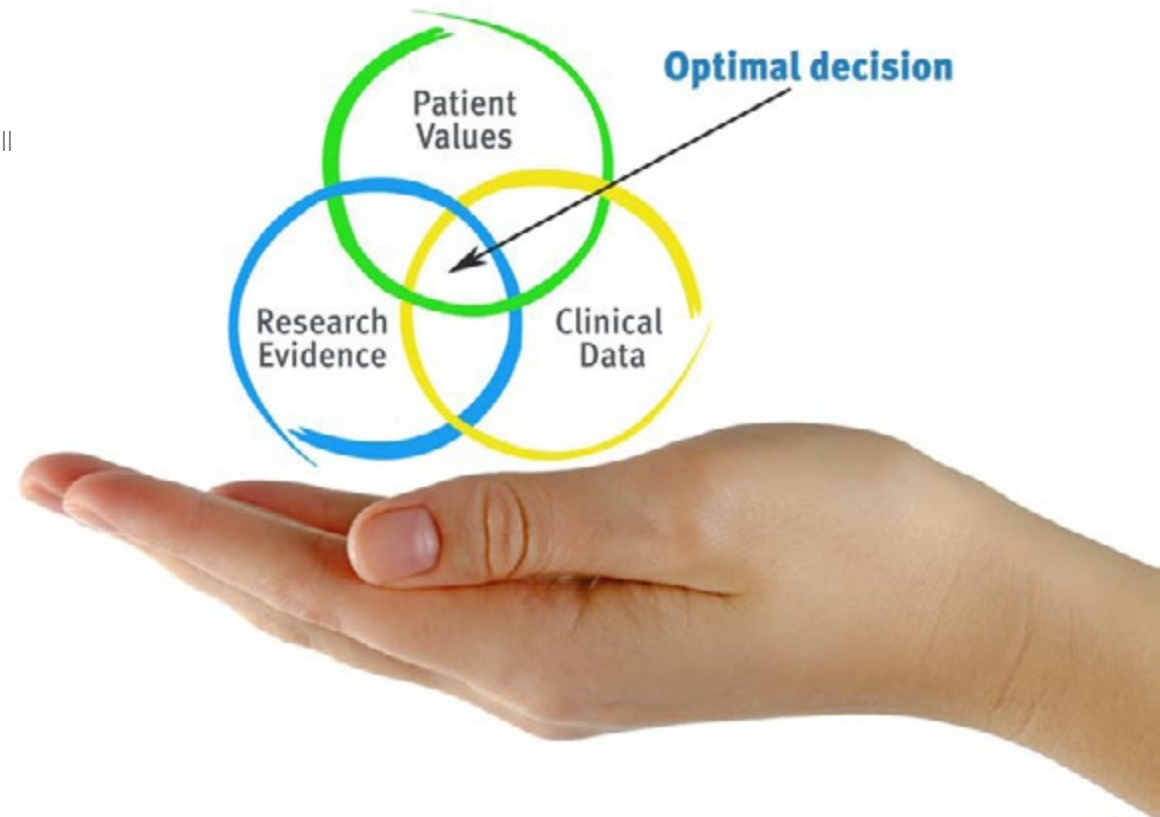 Patient
Values
Optimal decision
Research
Evidence
Clinical
Data